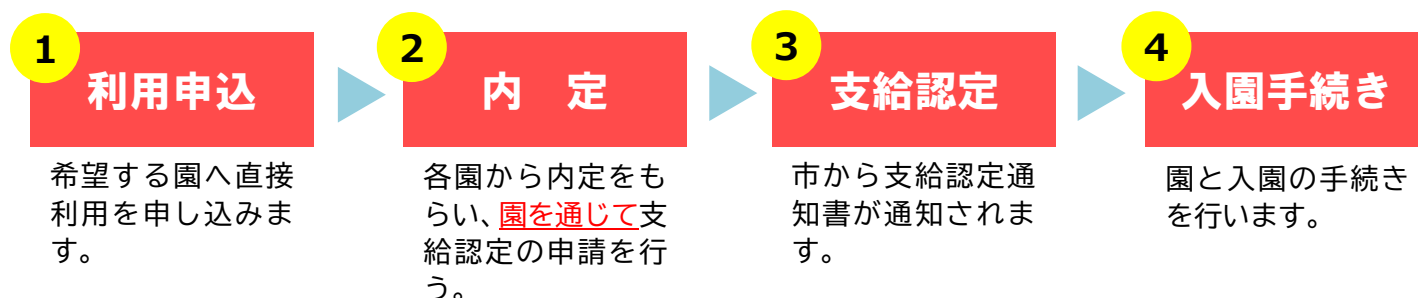 1
利用申込
希望する園へ直接
利用を申し込みま
す。
2
内　定
各園から内定をも
らい、園を通じて支
給認定の申請を行
う。
3
支給認定
市から支給認定通
知書が通知されま
す。
4
入園手続き
園と入園の手続き
を行います。